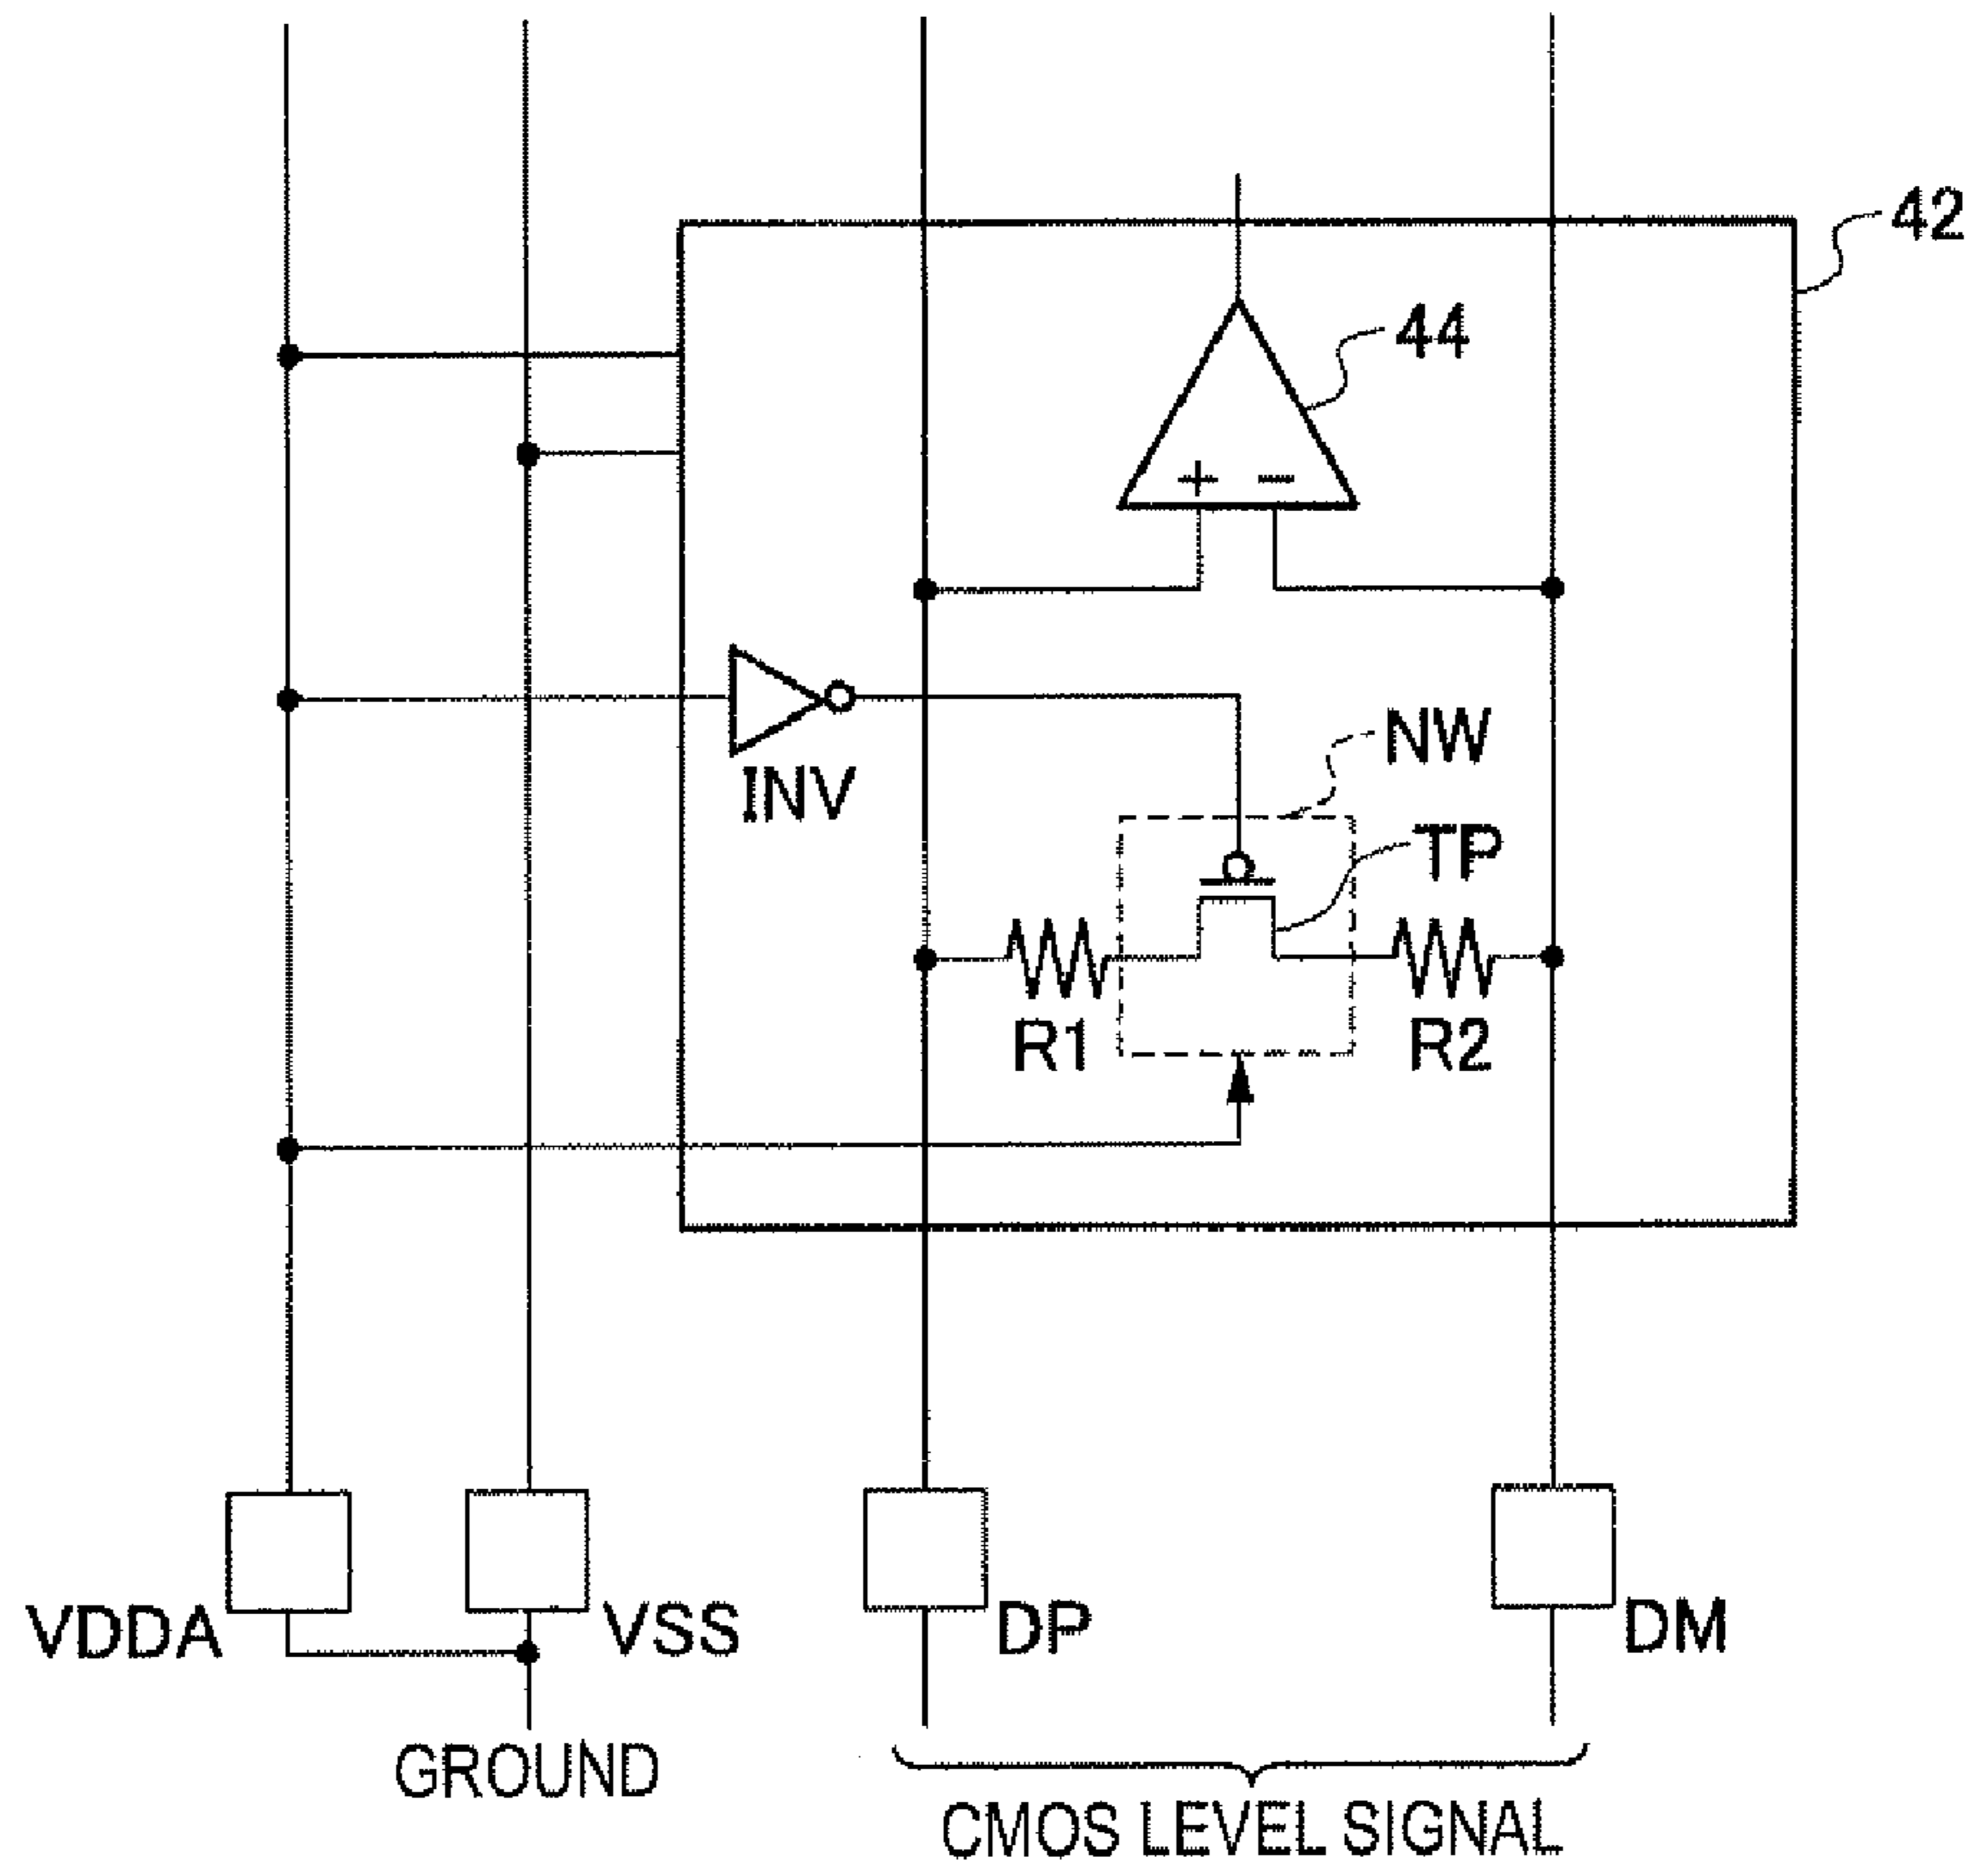 42
44
+ −
NW
INV
TP
R1
R2
VDDA
VSS
DP
DM
GROUND
CMOS LEVEL SIGNAL